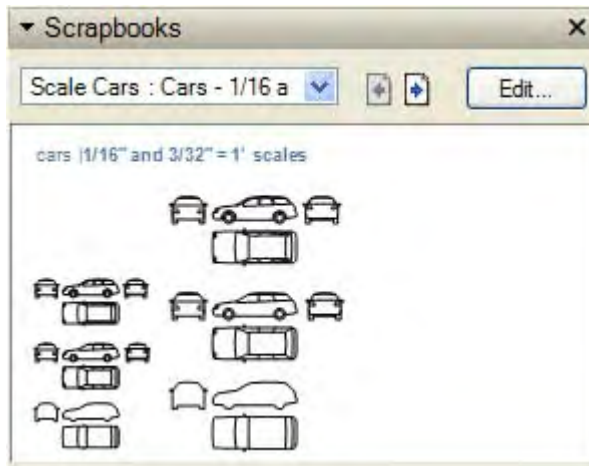 Scrapbooks
Scale Cars : Cars - 1/16 a
Edit...
cars |1/16" and 3/32" = 1' scales